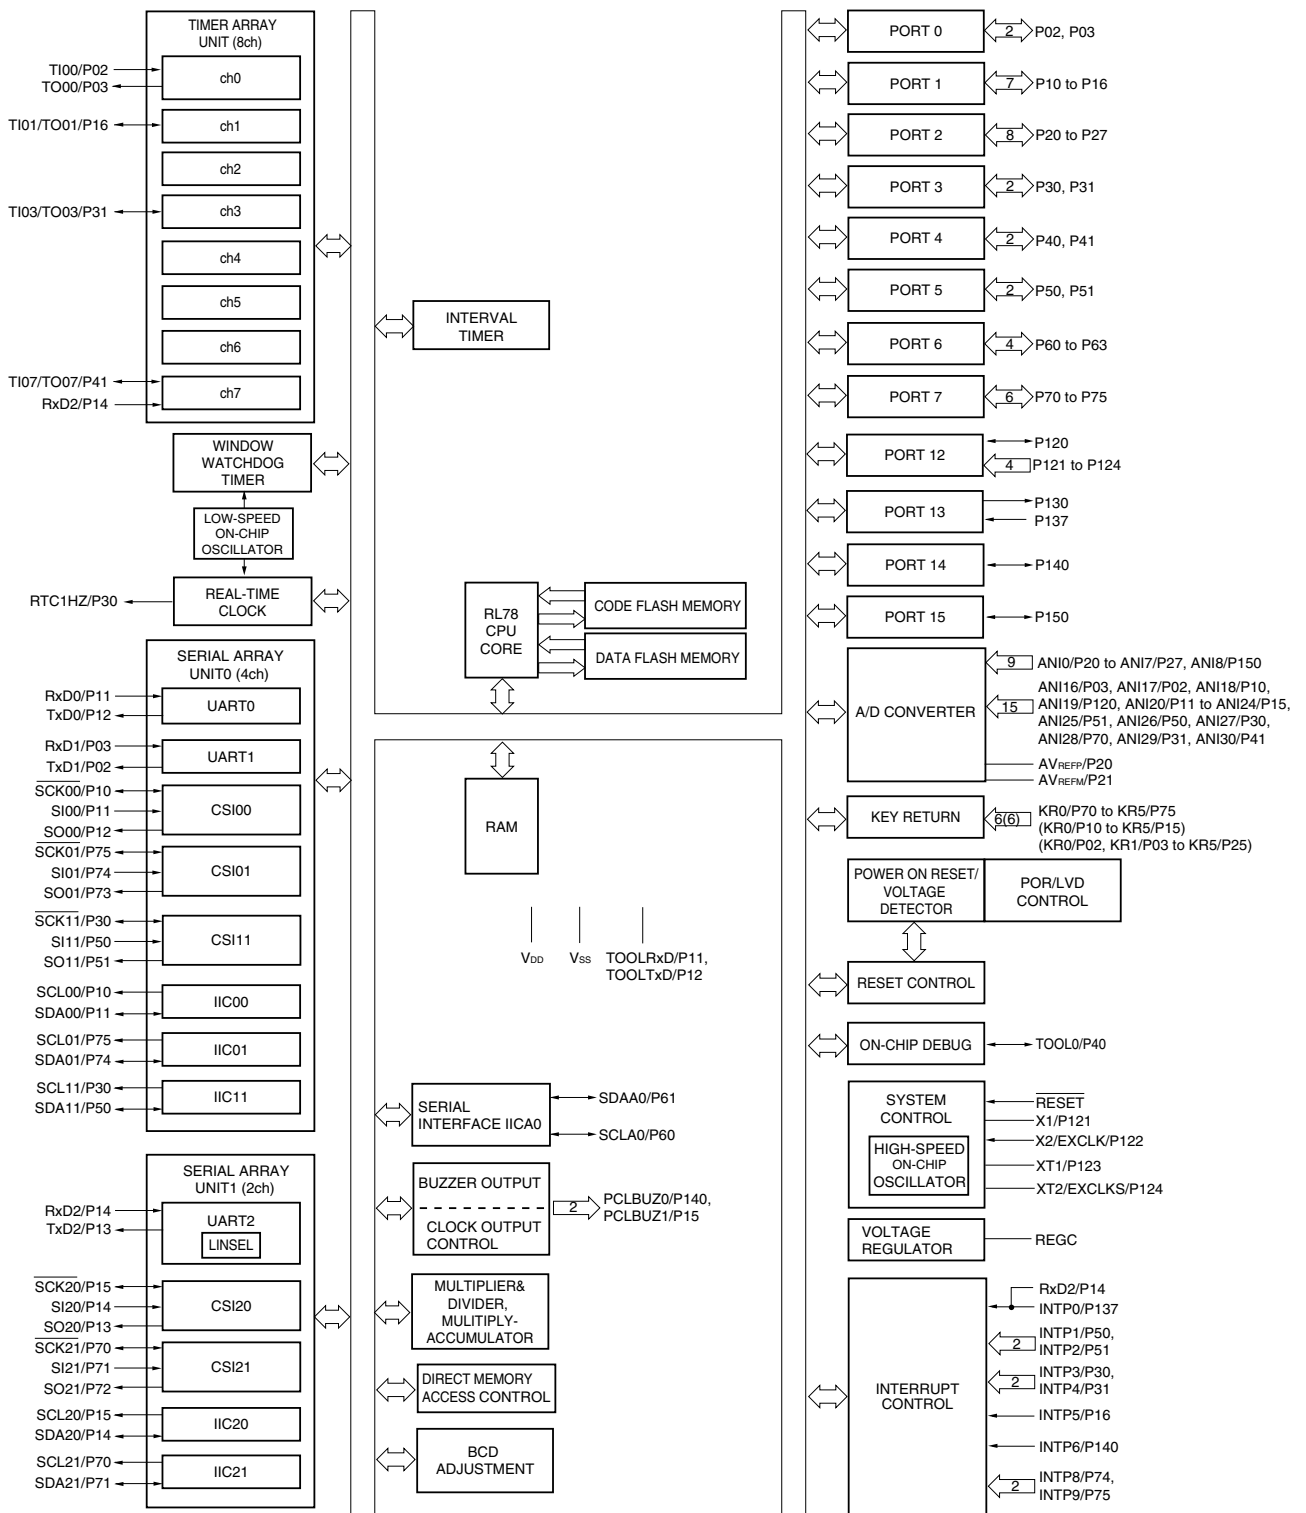 TIMER ARRAY
UNIT (8ch)
TI00/P02
TO00/P03
ch0
TI01/TO01/P16
ch1
ch2
TI03/TO03/P31
ch3
ch4
ch5
ch6
TI07/TO07/P41
RxD2/P14
ch7
WINDOW
WATCHDOG
TIMER
LOW-SPEED
ON-CHIP
OSCILLATOR
RTC1HZ/P30
REAL-TIME
CLOCK
SERIAL ARRAY
UNIT0 (4ch)
RxD0/P11
TxD0/P12
UART0
RxD1/P03
TxD1/P02
UART1
SCK00/P10
SI00/P11
SO00/P12
CSI00
SCK01/P75
SI01/P74
SO01/P73
CSI01
SCK11/P30
SI11/P50
SO11/P51
CSI11
SCL00/P10
SDA00/P11
IIC00
SCL01/P75
SDA01/P74
IIC01
SCL11/P30
SDA11/P50
IIC11
SERIAL ARRAY
UNIT1 (2ch)
RxD2/P14
TxD2/P13
UART2
LINSEL
SCK20/P15
SI20/P14
SO20/P13
CSI20
SCK21/P70
SI21/P71
SO21/P72
CSI21
SCL20/P15
SDA20/P14
IIC20
SCL21/P70
SDA21/P71
IIC21
INTERVAL
TIMER
RL78
CPU
CORE
CODE FLASH MEMORY
DATA FLASH MEMORY
RAM
VDD
VSS
TOOLRxD/P11,
TOOLTxD/P12
SERIAL
INTERFACE IICA0
SDAA0/P61
SCLA0/P60
BUZZER OUTPUT
CLOCK OUTPUT
CONTROL
2
PCLBUZ0/P140,
PCLBUZ1/P15
MULTIPLIER&
DIVIDER,
MULITIPLY-
ACCUMULATOR
DIRECT MEMORY
ACCESS CONTROL
BCD
ADJUSTMENT
PORT 0
2
P02, P03
PORT 1
7
P10 to P16
PORT 2
8
P20 to P27
PORT 3
2
P30, P31
PORT 4
2
P40, P41
PORT 5
2
P50, P51
PORT 6
4
P60 to P63
PORT 7
6
P70 to P75
PORT 12
P120
4
P121 to P124
PORT 13
P130
P137
PORT 14
P140
PORT 15
P150
A/D CONVERTER
9
ANI0/P20 to ANI7/P27, ANI8/P150
15
ANI16/P03, ANI17/P02, ANI18/P10,
ANI19/P120, ANI20/P11 to ANI24/P15,
ANI25/P51, ANI26/P50, ANI27/P30,
ANI28/P70, ANI29/P31, ANI30/P41
AVREFP/P20
AVREFM/P21
KEY RETURN
6(6)
KR0/P70 to KR5/P75
(KR0/P10 to KR5/P15)
(KR0/P02, KR1/P03 to KR5/P25)
POWER ON RESET/
VOLTAGE
DETECTOR
POR/LVD
CONTROL
RESET CONTROL
ON-CHIP DEBUG
TOOL0/P40
SYSTEM
CONTROL
HIGH-SPEED
ON-CHIP
OSCILLATOR
RESET
X1/P121
X2/EXCLK/P122
XT1/P123
XT2/EXCLKS/P124
VOLTAGE
REGULATOR
REGC
INTERRUPT
CONTROL
RxD2/P14
INTP0/P137
2
INTP1/P50,
INTP2/P51
2
INTP3/P30,
INTP4/P31
INTP5/P16
INTP6/P140
2
INTP8/P74,
INTP9/P75